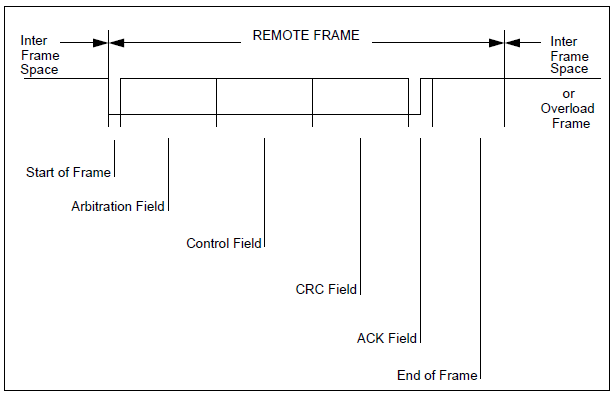 Inter
Frame
Space
REMOTE FRAME
Inter
Frame
Space
or
Overload
Frame
Start of Frame
Arbitration Field
Control Field
CRC Field
ACK Field
End of Frame